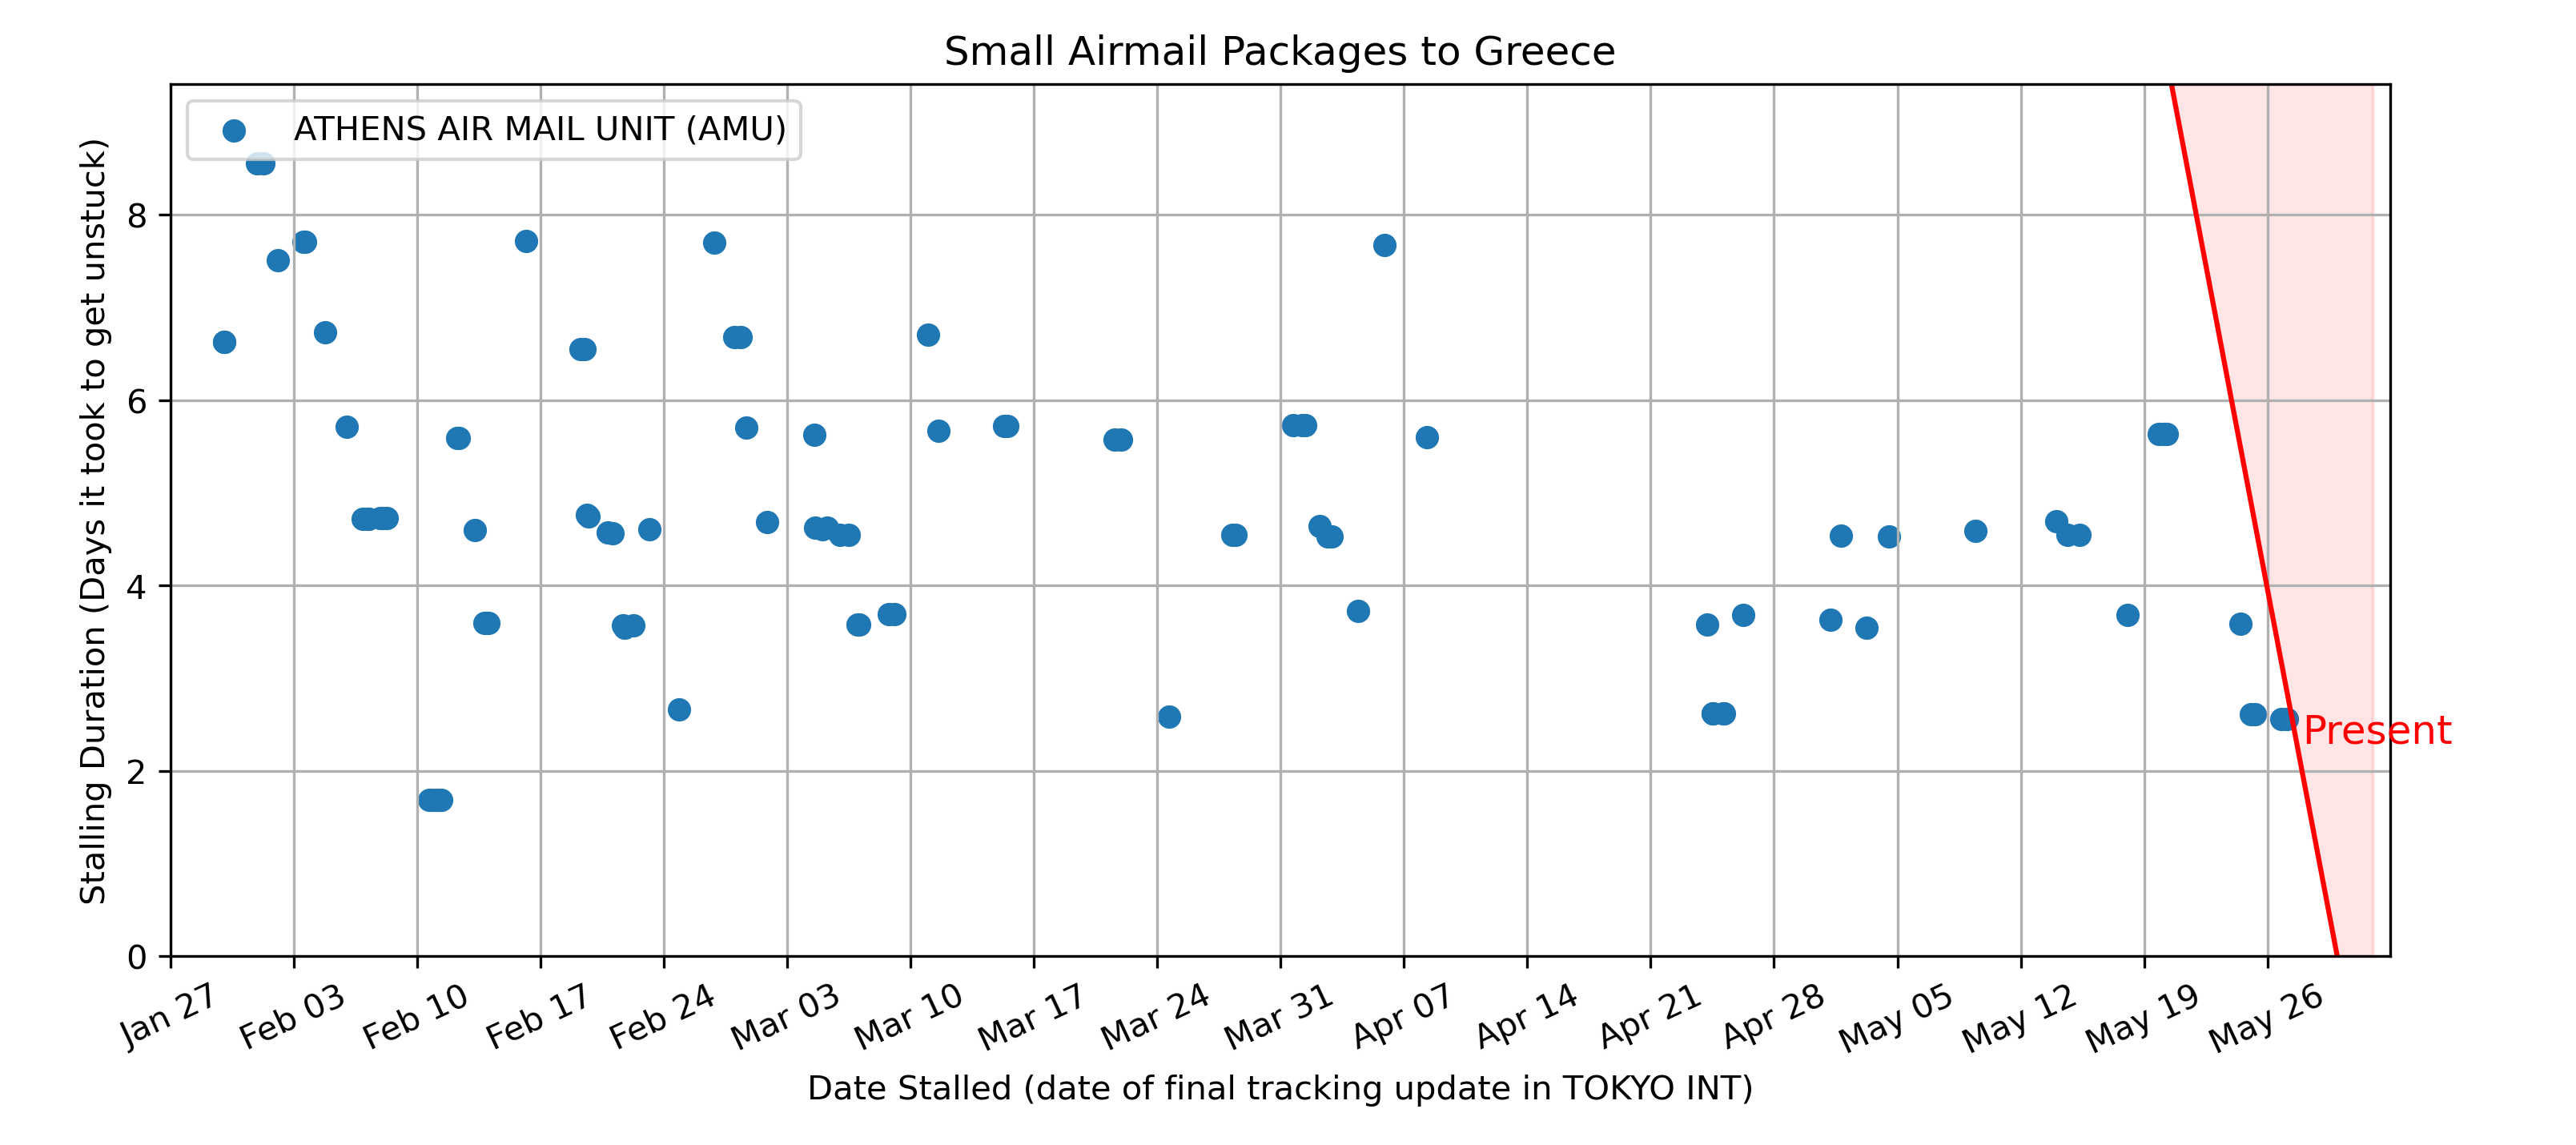 Small Airmail Packages to Greece
ATHENS AIR MAIL UNIT (AMU)
Stalling Duration (Days it took to get unstuck)
8
6
4
2
0
Present
Jan 27
Feb 03
Feb 10
Feb 17
Feb 24
Mar 03
Mar 10
Mar 17
Mar 24
Mar 31
Apr 07
Apr 14
Apr 21
Apr 28
May 05
May 12
May 19
May 26
Date Stalled (date of final tracking update in TOKYO INT)